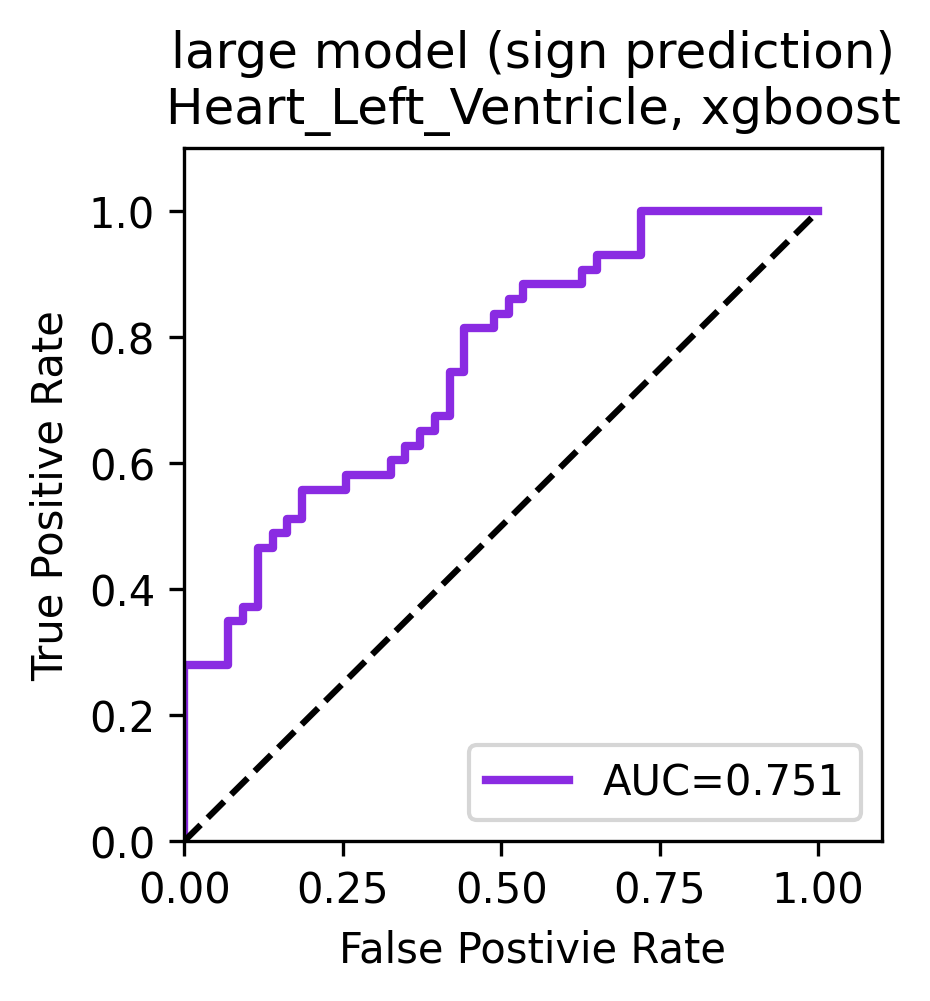 large model (sign prediction)
Heart_Left_Ventricle, xgboost
1.0
0.8
0.6
0.4
0.2
0.0
True Positive Rate
AUC=0.751
0.00 0.25 0.50 0.75 1.00
False Postivie Rate